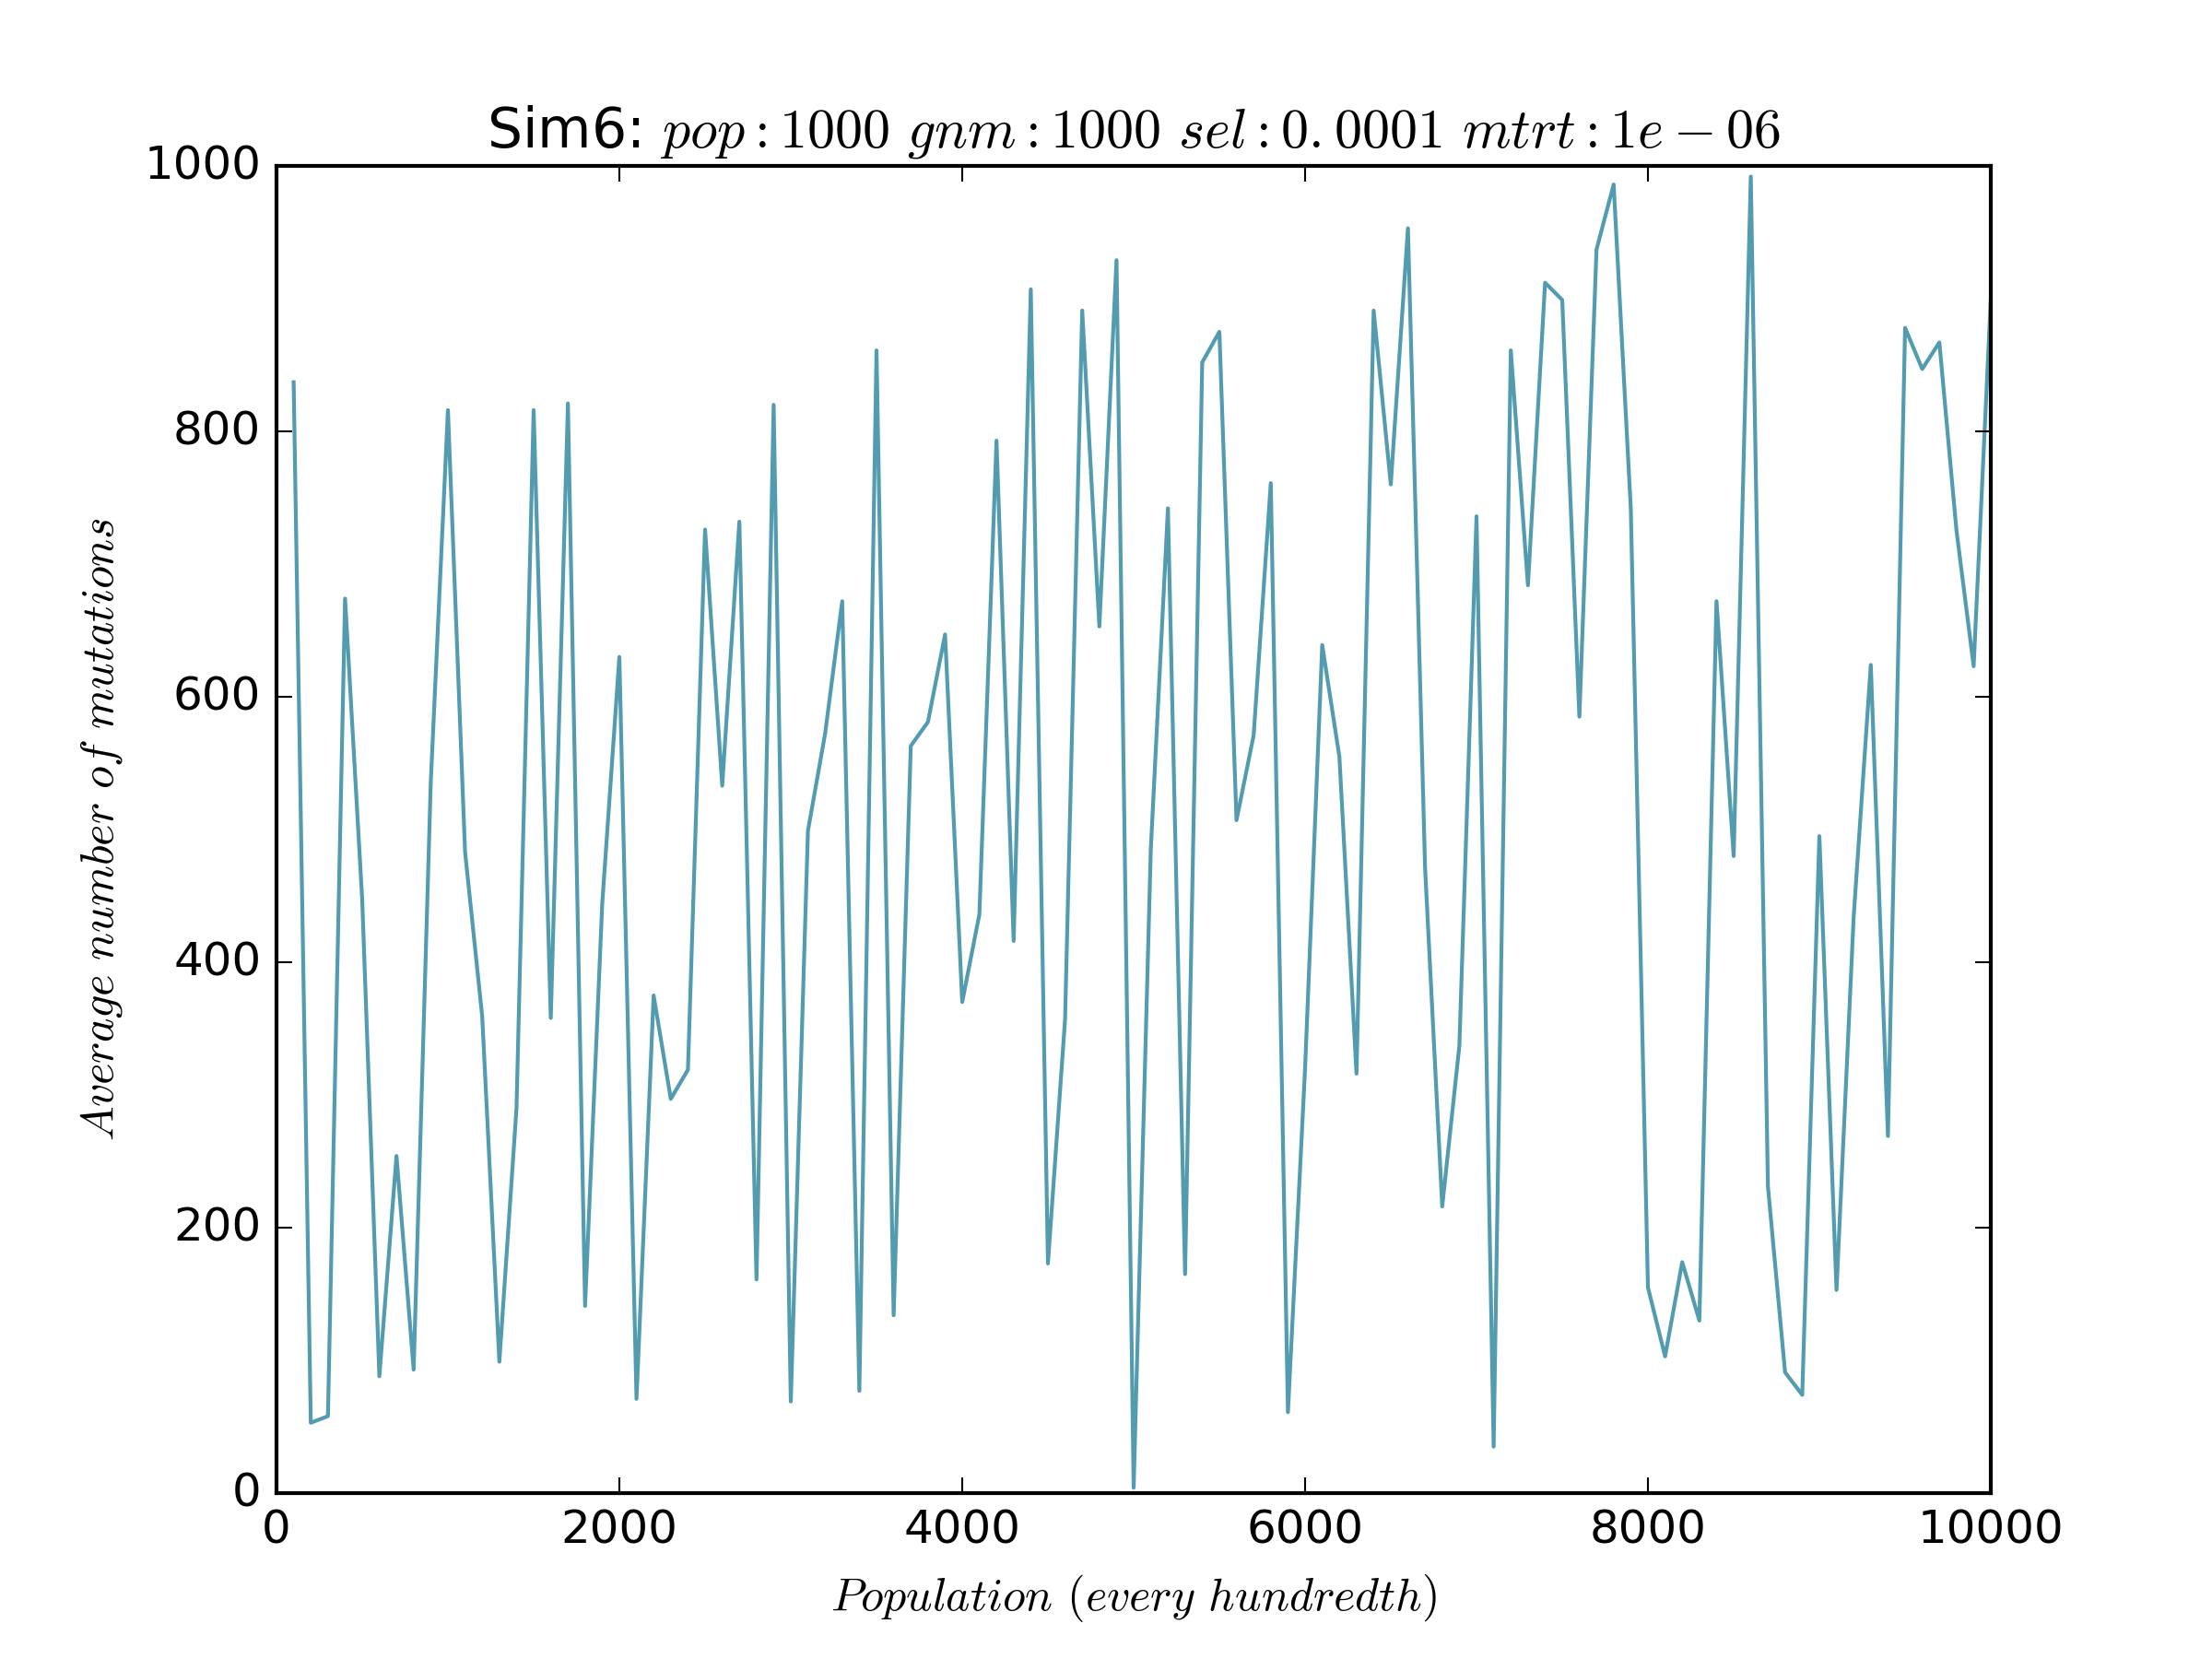 Sim6: pop : 1000 gnm : 1000 sel : 0.0001 mtrt : 1e − 06
1000
800
600
400
200
0
Average number of mutations
0 2000 4000 6000 8000 10000
Population (every hundredth)